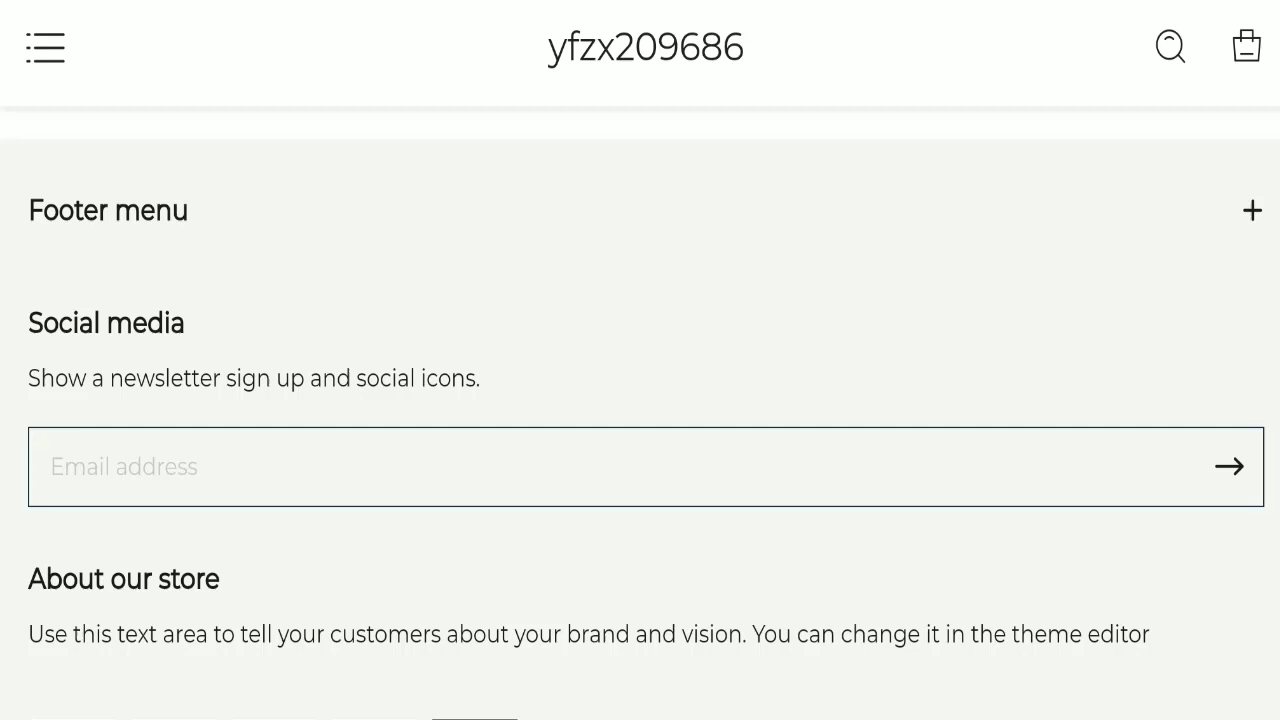 yfzx209686
Footer menu
Social media
Show a newsletter sign up and social icons.
Email address
About our store
Use this text area to tell your customers about your brand and vision. You can change it in the theme editor